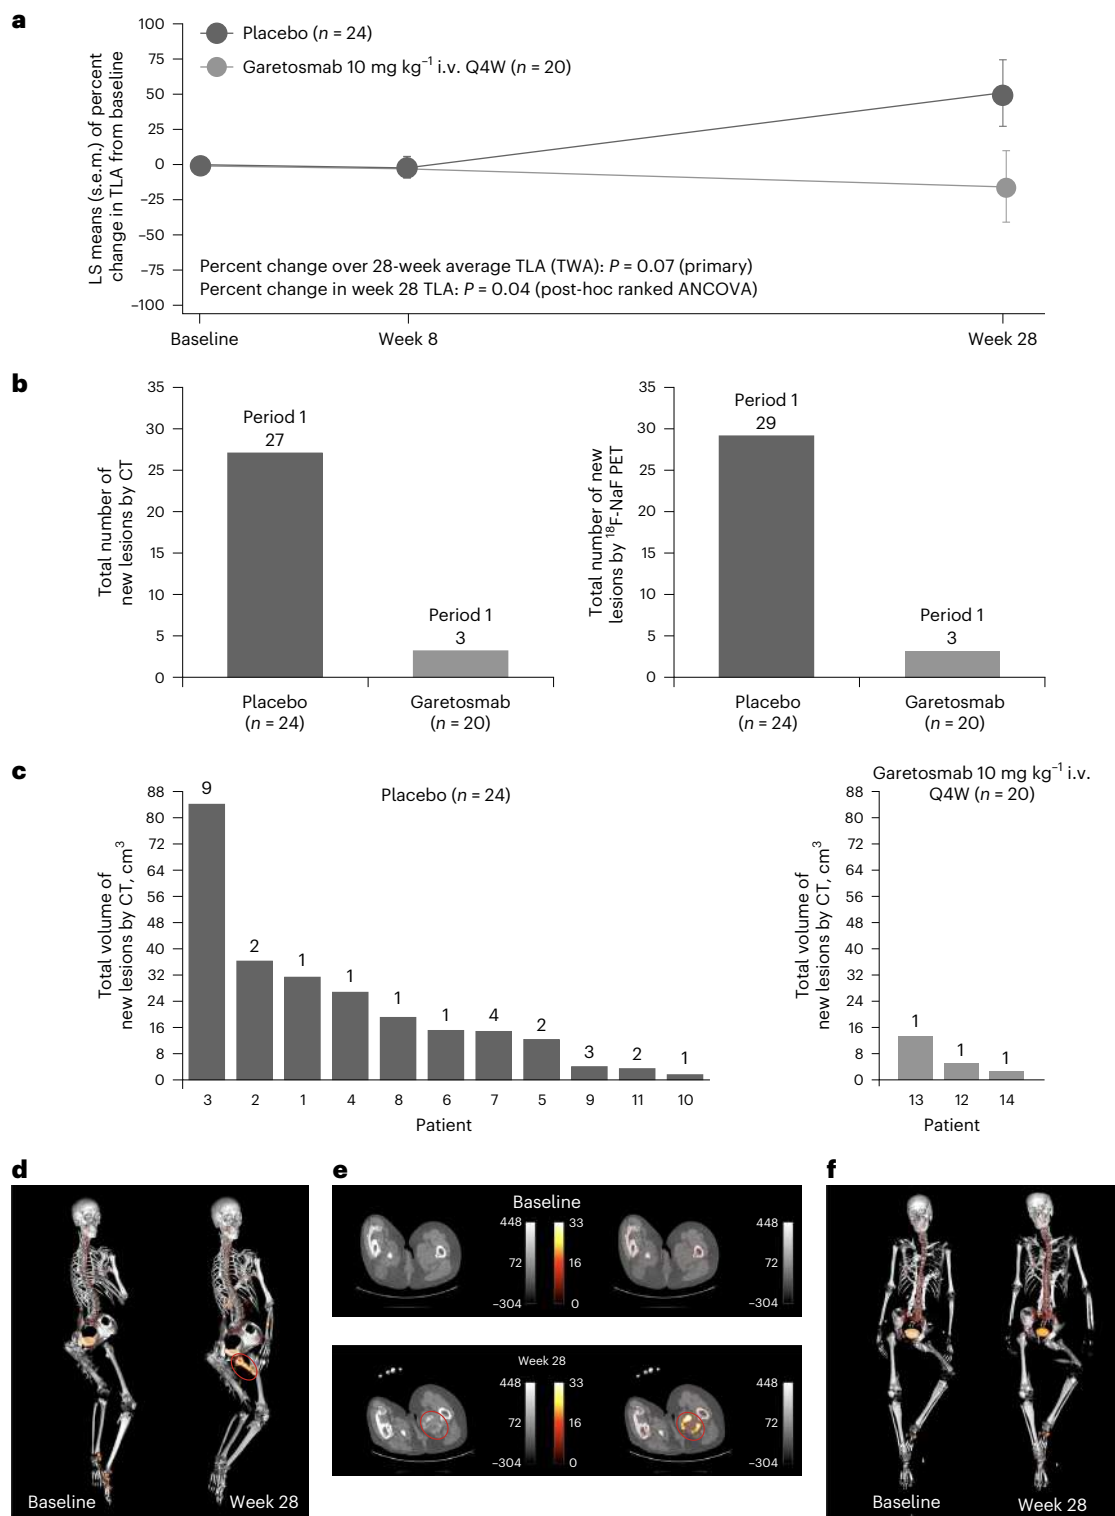 a
LS means (s.e.m.) of percent
change in TLA from baseline
100
75
50
25
0
−25
−50
−75
−100
Placebo (n = 24)
Garetosmab 10 mg kg⁻¹ i.v. Q4W (n = 20)
Percent change over 28-week average TLA (TWA): P = 0.07 (primary)
Percent change in week 28 TLA: P = 0.04 (post-hoc ranked ANCOVA)
Baseline
Week 8
Week 28
b
Total number of
new lesions by CT
35
30
25
20
15
10
5
0
Period 1
27
Period 1
3
Placebo
(n = 24)
Garetosmab
(n = 20)
Total number of new
lesions by ¹⁸F-NaF PET
35
30
25
20
15
10
5
0
Period 1
29
Period 1
3
Placebo
(n = 24)
Garetosmab
(n = 20)
c
Total volume of
new lesions by CT, cm³
88
80
72
64
56
48
40
32
24
16
8
0
Placebo (n = 24)
9
2
1
1
1
1
4
2
3
2
1
3
2
1
4
8
6
7
5
9
11
10
Patient
Garetosmab 10 mg kg⁻¹ i.v.
Q4W (n = 20)
Total volume of
new lesions by CT, cm³
88
80
72
64
56
48
40
32
24
16
8
0
1
1
1
13
12
14
Patient
d
Baseline
Week 28
e
Baseline
448
72
−304
33
16
0
448
72
−304
Week 28
448
72
−304
33
16
0
448
72
−304
f
Baseline
Week 28